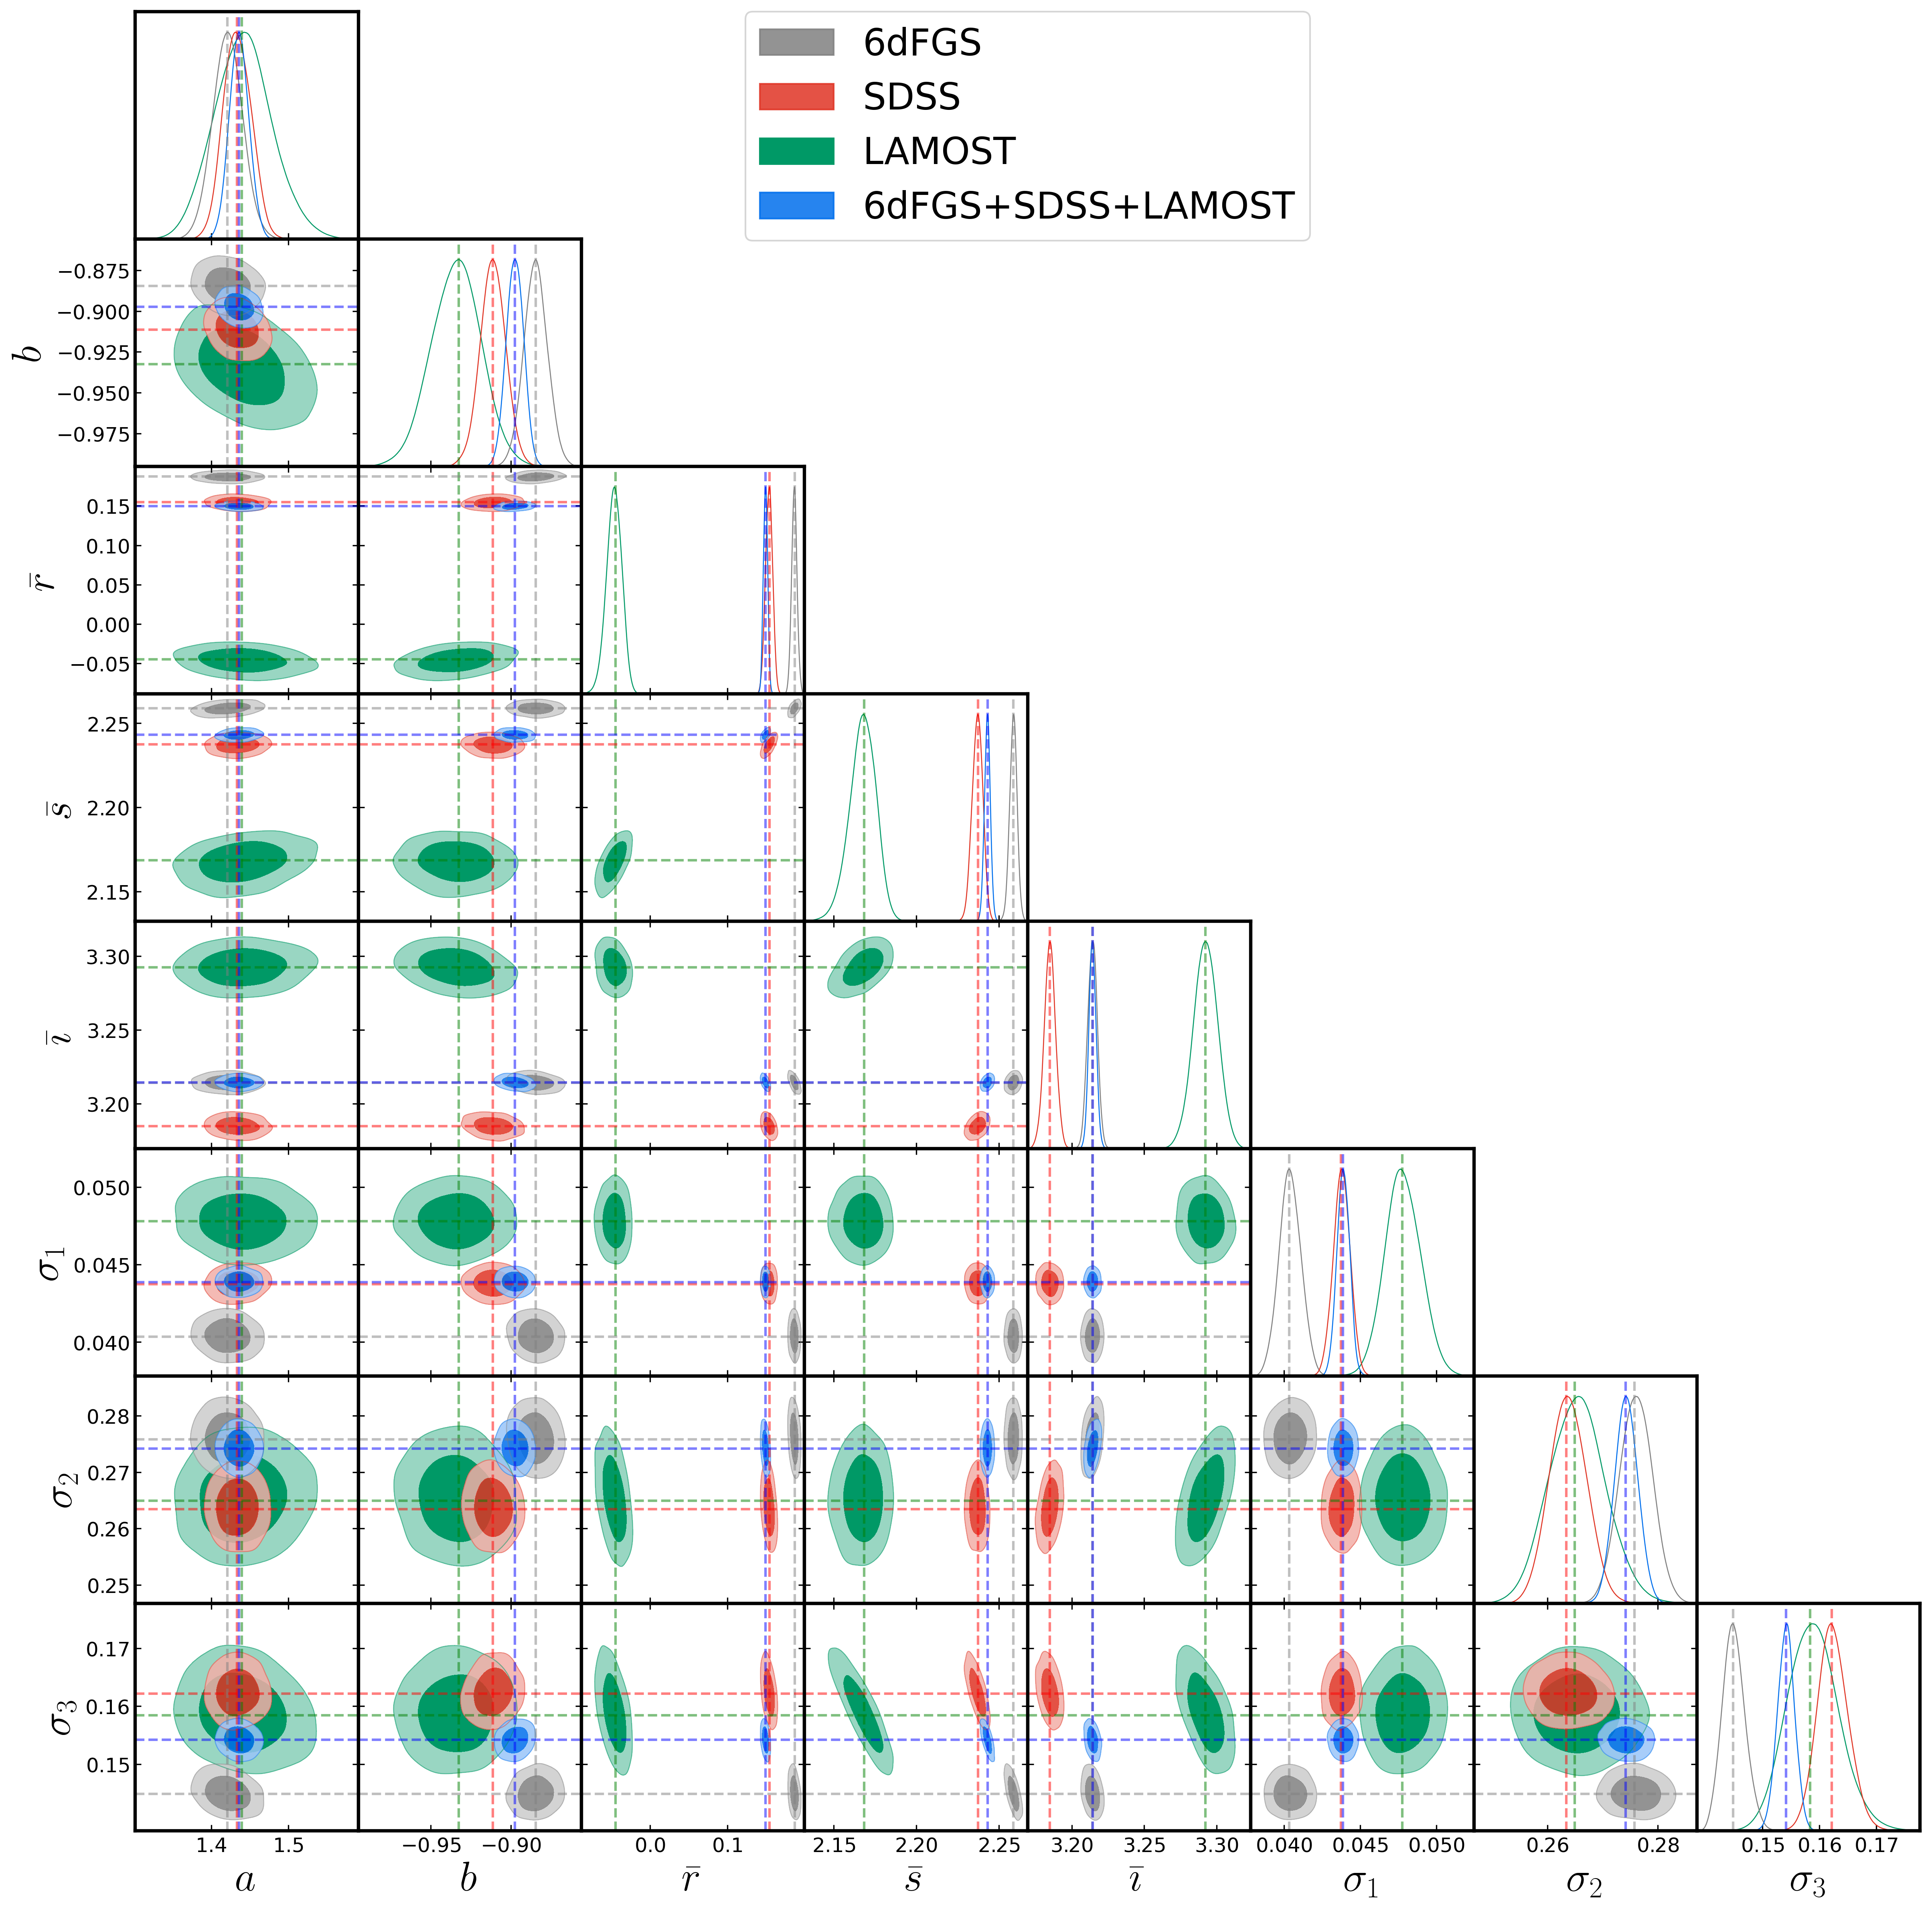 6dFGS
SDSS
LAMOST
6dFGS+SDSS+LAMOST
−0.875
−0.900
−0.925
−0.950
−0.975
b
0.15
0.10
0.05
0.00
−0.05
r̄
2.25
2.20
2.15
s̄
3.30
3.25
3.20
ı̄
0.050
0.045
0.040
σ₁
0.28
0.27
0.26
0.25
σ₂
0.17
0.16
0.15
σ₃
1.4 1.5 −0.95 −0.90 0.0 0.1 2.15 2.20 2.25 3.20 3.25 3.30 0.040 0.045 0.050 0.26 0.28 0.15 0.16 0.17
a b r̄ s̄ ı̄ σ₁ σ₂ σ₃